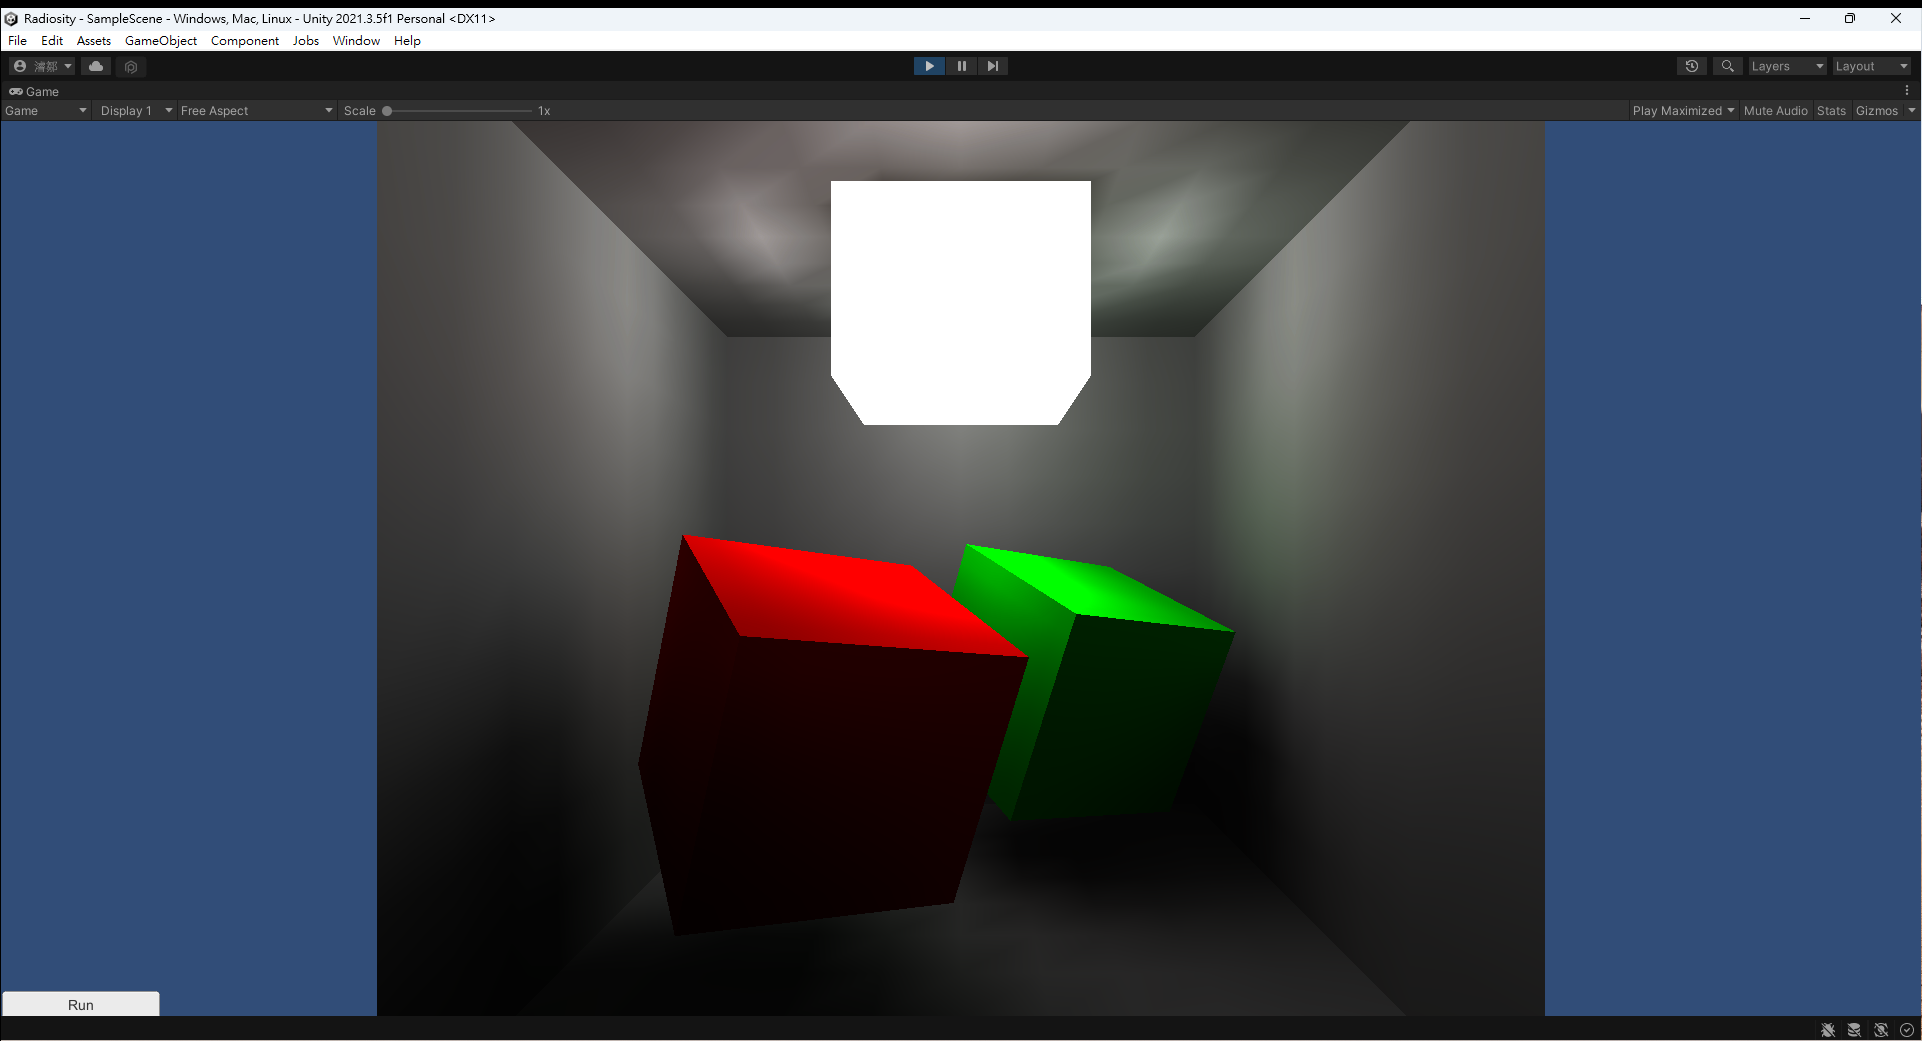 Radiosity - SampleScene - Windows, Mac, Linux - Unity 2021.3.5f1 Personal <DX11>
File Edit Assets GameObject Component Jobs Window Help
Layers Layout
Game
Game Display 1 Free Aspect Scale 1x Play Maximized Mute Audio Stats Gizmos
Run